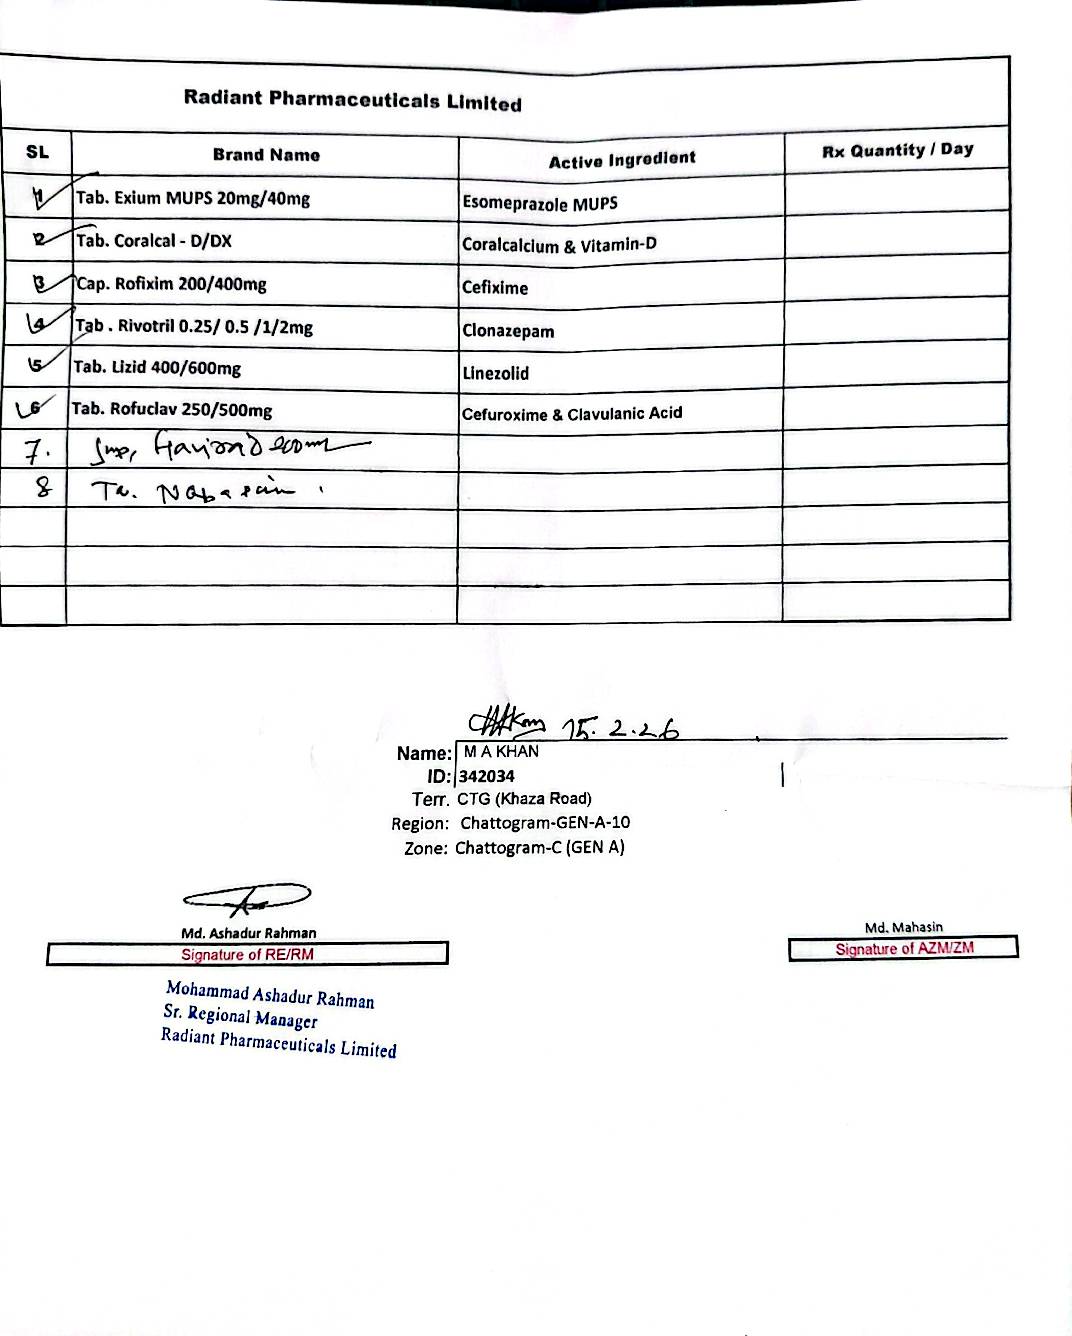 Radiant Pharmaceuticals Limited
SL Brand Name Active Ingredient Rx Quantity / Day
1 Tab. Exium MUPS 20mg/40mg Esomeprazole MUPS
2 Tab. Coralcal - D/DX Coralcalcium & Vitamin-D
3 Cap. Rofixim 200/400mg Cefixime
4 Tab . Rivotril 0.25/ 0.5 /1/2mg Clonazepam
5 Tab. Lizid 400/600mg Linezolid
6 Tab. Rofuclav 250/500mg Cefuroxime & Clavulanic Acid
7.
8
15.2.26
Name: M A KHAN
ID: 342034
Terr. CTG (Khaza Road)
Region: Chattogram-GEN-A-10
Zone: Chattogram-C (GEN A)
Md. Ashadur Rahman
Signature of RE/RM
Md. Mahasin
Signature of AZM/ZM
Mohammad Ashadur Rahman
Sr. Regional Manager
Radiant Pharmaceuticals Limited